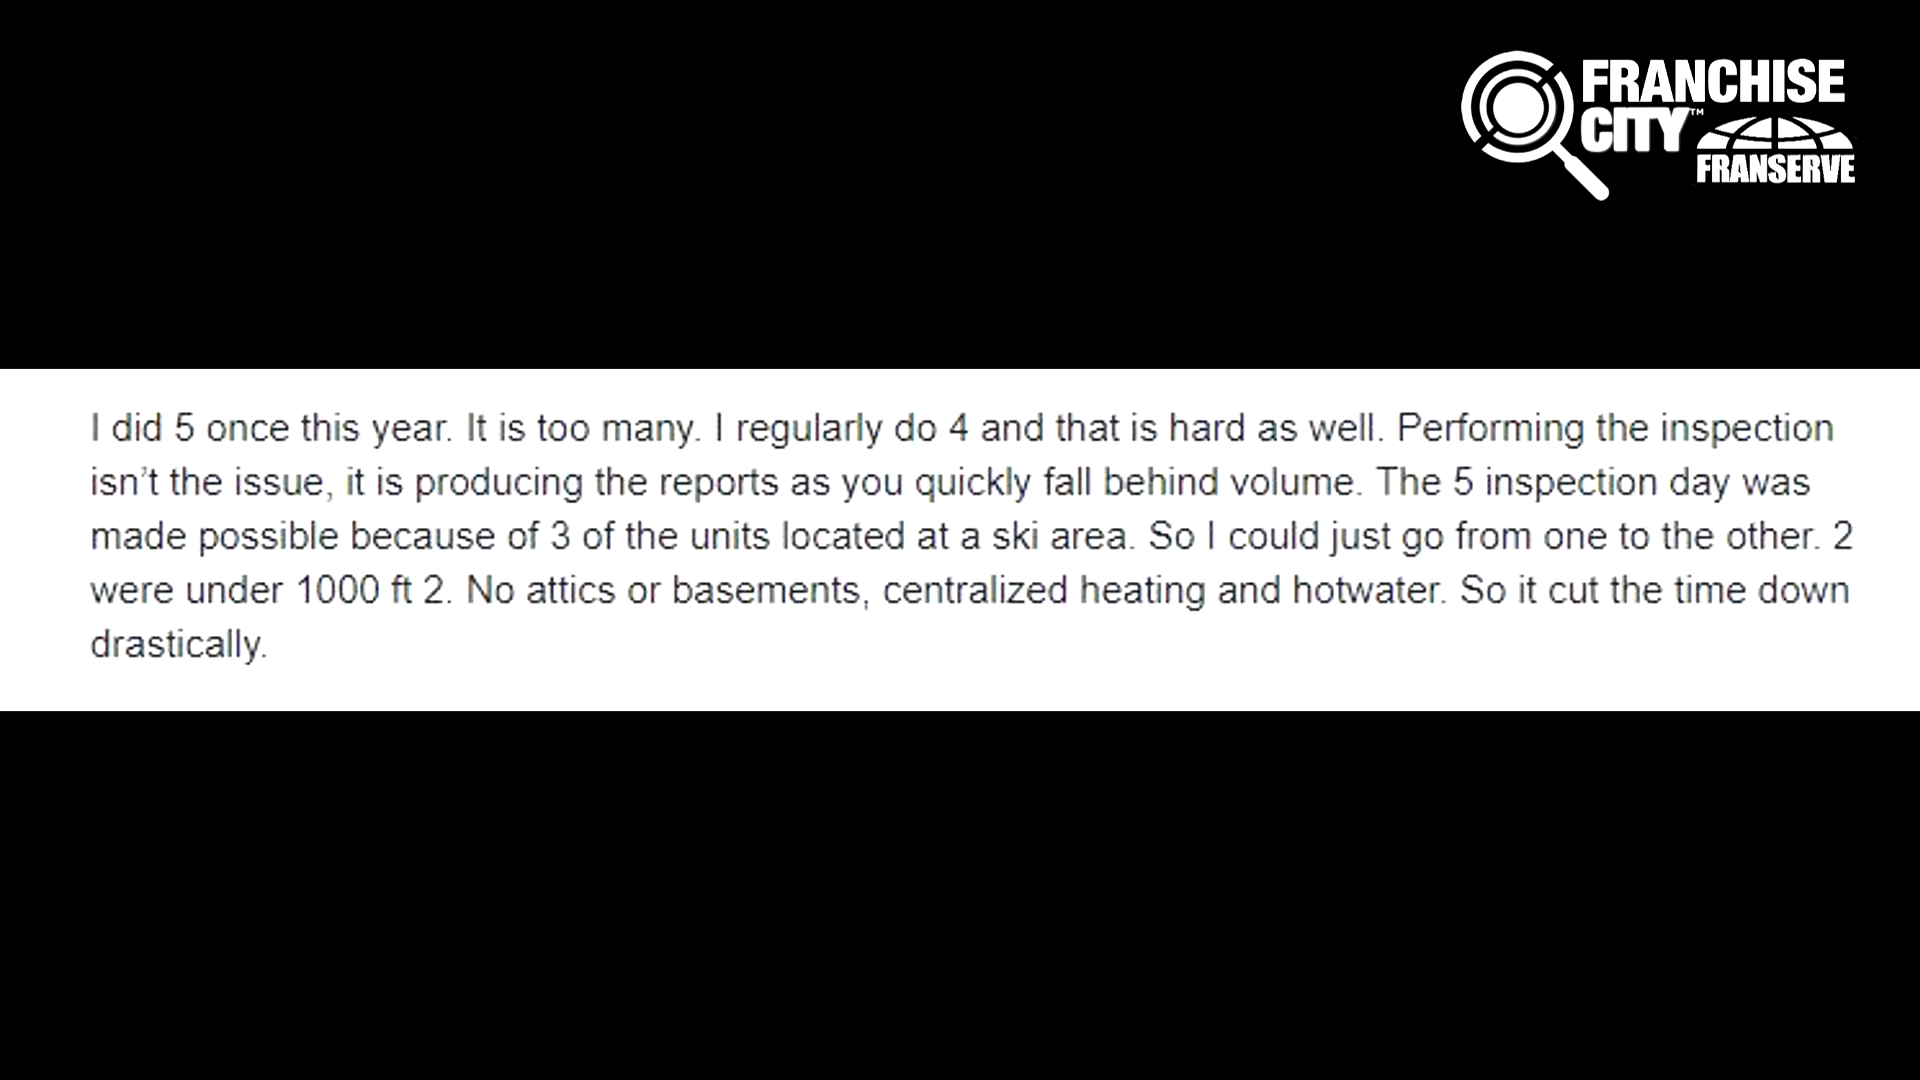 FRANCHISE
CITY™
FRANSERVE
I did 5 once this year. It is too many. I regularly do 4 and that is hard as well. Performing the inspection
isn’t the issue, it is producing the reports as you quickly fall behind volume. The 5 inspection day was
made possible because of 3 of the units located at a ski area. So I could just go from one to the other. 2
were under 1000 ft 2. No attics or basements, centralized heating and hotwater. So it cut the time down
drastically.